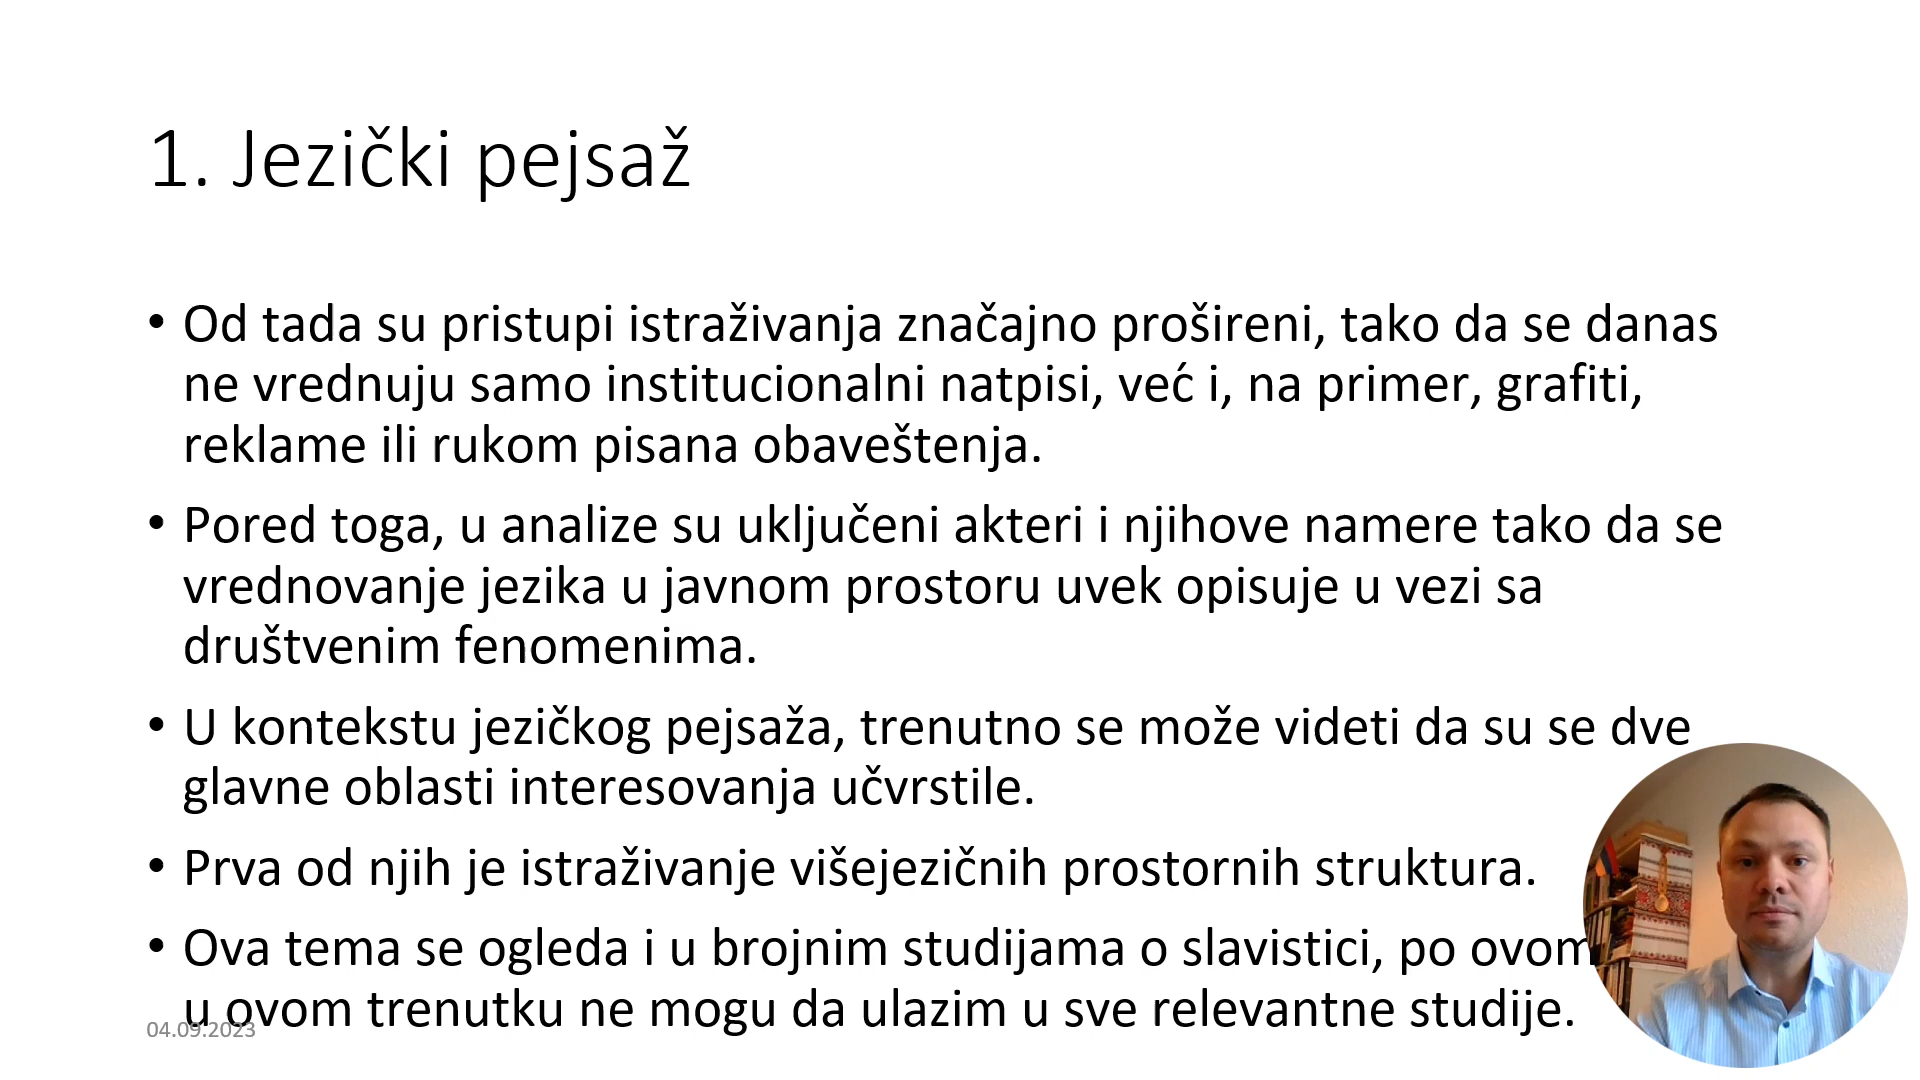 1. Jezički pejsaž
• Od tada su pristupi istraživanja značajno prošireni, tako da se danas
ne vrednuju samo institucionalni natpisi, već i, na primer, grafiti,
reklame ili rukom pisana obaveštenja.
• Pored toga, u analize su uključeni akteri i njihove namere tako da se
vrednovanje jezika u javnom prostoru uvek opisuje u vezi sa
društvenim fenomenima.
• U kontekstu jezičkog pejsaža, trenutno se može videti da su se dve
glavne oblasti interesovanja učvrstile.
• Prva od njih je istraživanje višejezičnih prostornih struktura.
• Ova tema se ogleda i u brojnim studijama o slavistici, po ovom
u ovom trenutku ne mogu da ulazim u sve relevantne studije.
04.09.2023